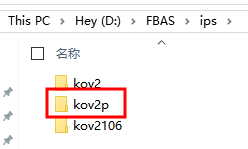 This PC > Hey (D:) > FBAS > ips
名称
kov2
kov2p
kov2106